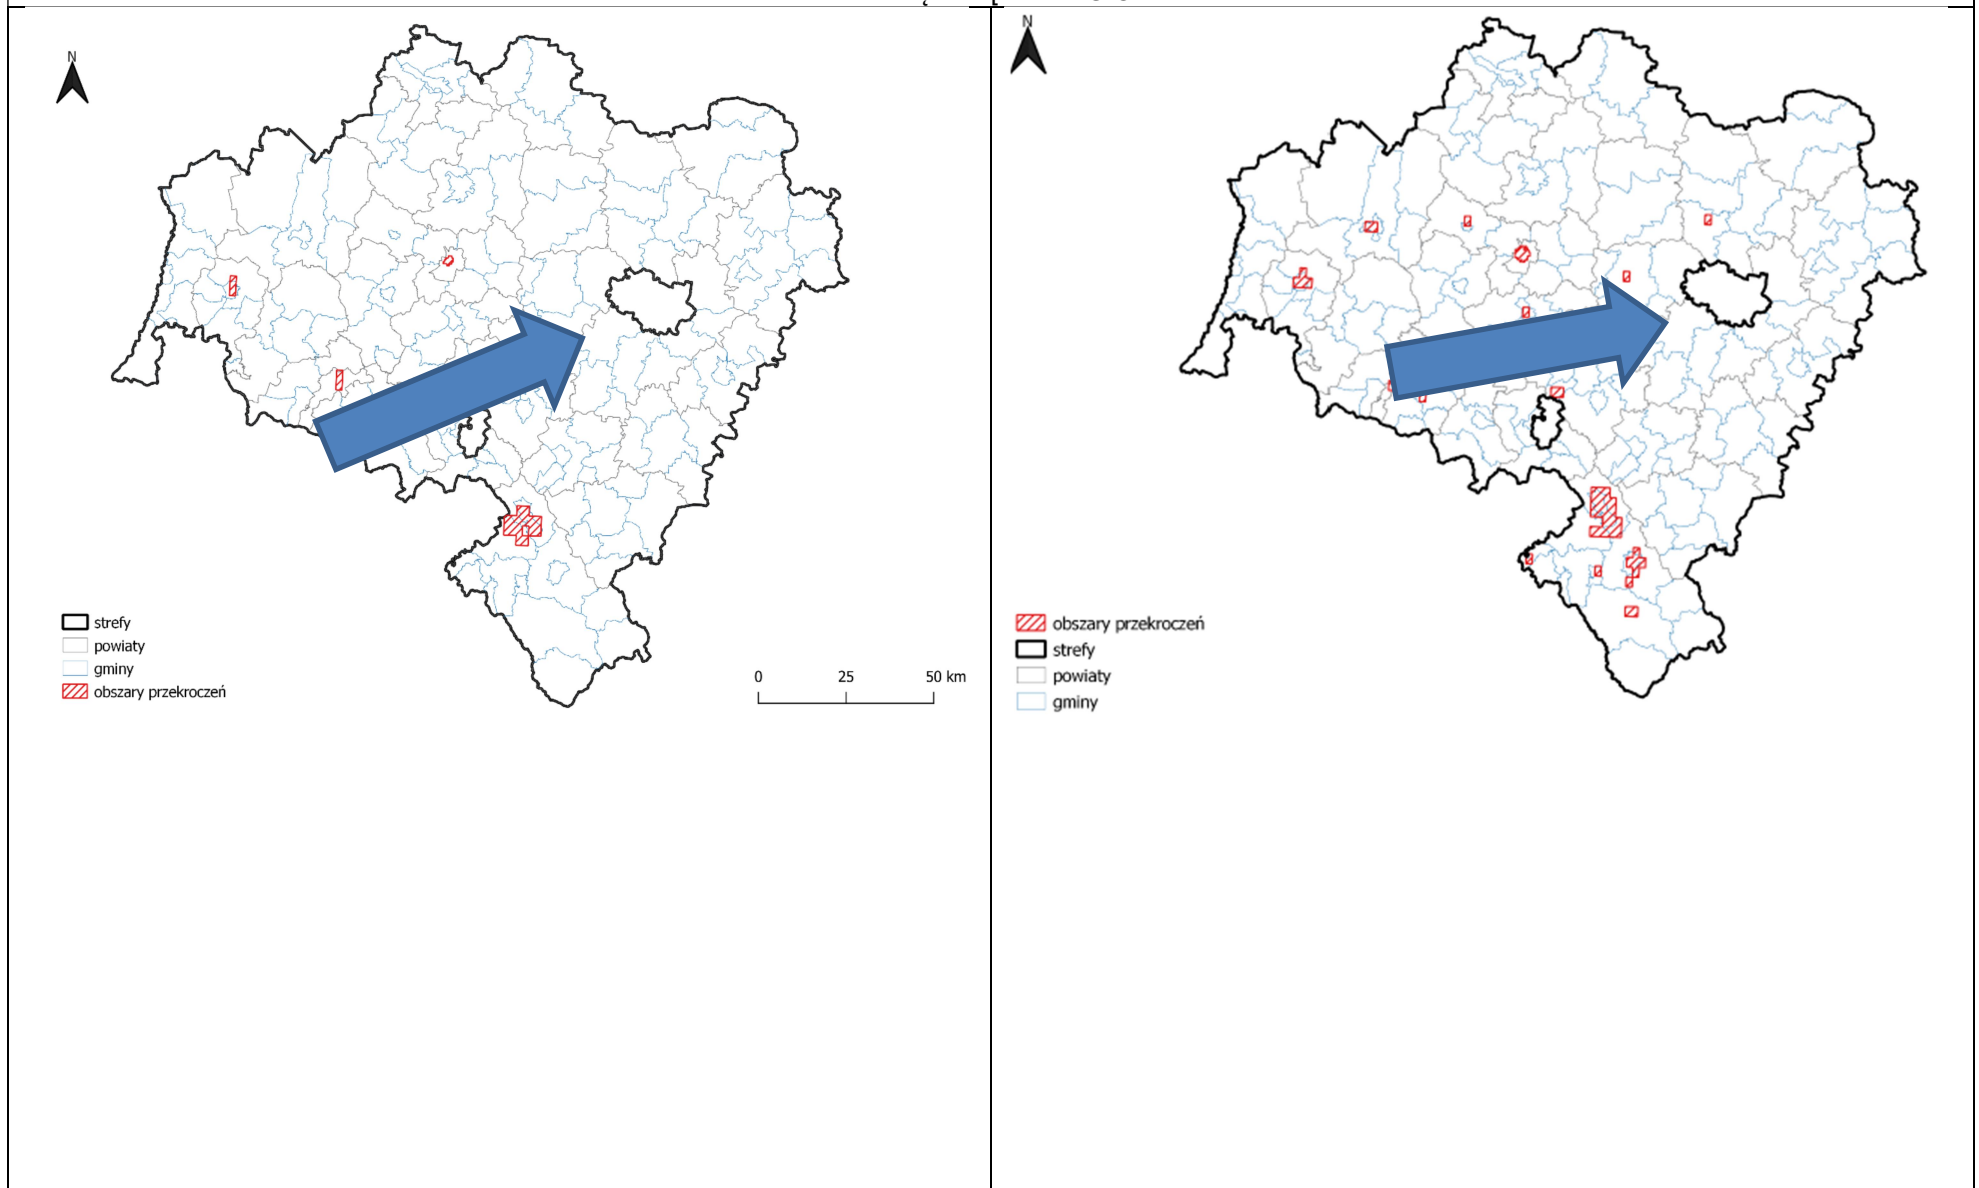 N
strefy
powiaty
gminy
obszary przekroczeń
0 25 50 km
N
obszary przekroczeń
strefy
powiaty
gminy